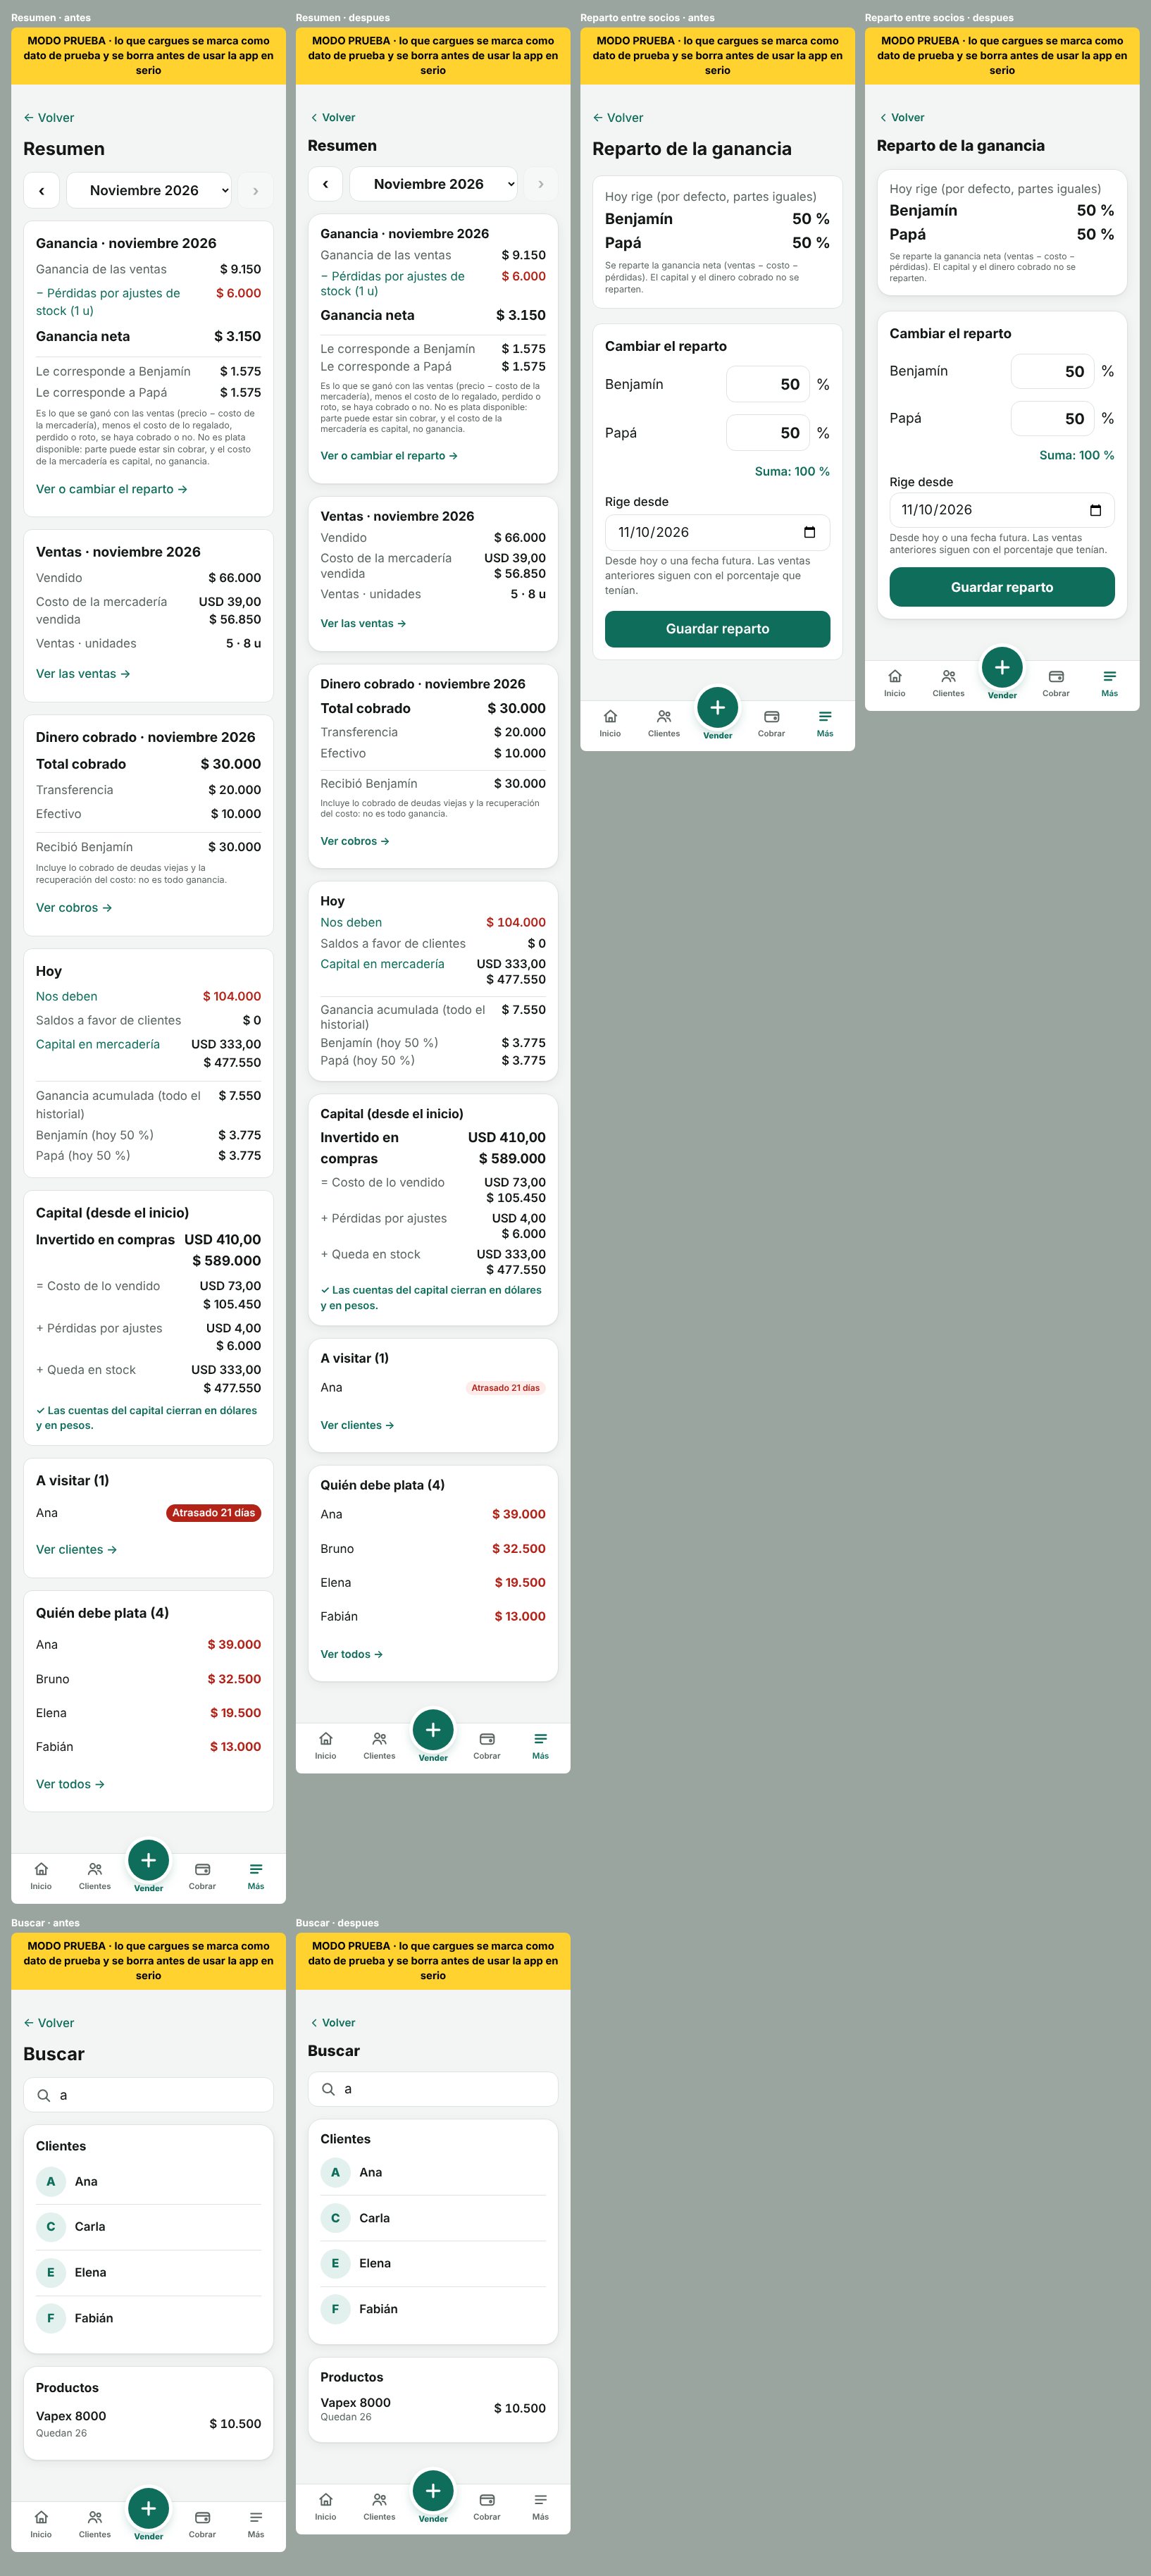 Resumen · antes
MODO PRUEBA · lo que cargues se marca como
dato de prueba y se borra antes de usar la app en
serio
← Volver
Resumen
‹ Noviembre 2026 ›
Ganancia · noviembre 2026
Ganancia de las ventas $ 9.150
− Pérdidas por ajustes de $ 6.000
stock (1 u)
Ganancia neta $ 3.150
Le corresponde a Benjamín $ 1.575
Le corresponde a Papá $ 1.575
Es lo que se ganó con las ventas (precio − costo de
la mercadería), menos el costo de lo regalado,
perdido o roto, se haya cobrado o no. No es plata
disponible: parte puede estar sin cobrar, y el costo
de la mercadería es capital, no ganancia.
Ver o cambiar el reparto →
Ventas · noviembre 2026
Vendido $ 66.000
Costo de la mercadería USD 39,00
vendida $ 56.850
Ventas · unidades 5 · 8 u
Ver las ventas →
Dinero cobrado · noviembre 2026
Total cobrado $ 30.000
Transferencia $ 20.000
Efectivo $ 10.000
Recibió Benjamín $ 30.000
Incluye lo cobrado de deudas viejas y la
recuperación del costo: no es todo ganancia.
Ver cobros →
Hoy
Nos deben $ 104.000
Saldos a favor de clientes $ 0
Capital en mercadería USD 333,00
$ 477.550
Ganancia acumulada (todo el $ 7.550
historial)
Benjamín (hoy 50 %) $ 3.775
Papá (hoy 50 %) $ 3.775
Capital (desde el inicio)
Invertido en compras USD 410,00
$ 589.000
= Costo de lo vendido USD 73,00
$ 105.450
+ Pérdidas por ajustes USD 4,00
$ 6.000
+ Queda en stock USD 333,00
$ 477.550
✓ Las cuentas del capital cierran en dólares
y en pesos.
A visitar (1)
Ana Atrasado 21 días
Ver clientes →
Quién debe plata (4)
Ana $ 39.000
Bruno $ 32.500
Elena $ 19.500
Fabián $ 13.000
Ver todos →
Inicio Clientes Vender Cobrar Más
Resumen · despues
MODO PRUEBA · lo que cargues se marca como
dato de prueba y se borra antes de usar la app en
serio
‹ Volver
Resumen
‹ Noviembre 2026 ›
Ganancia · noviembre 2026
Ganancia de las ventas $ 9.150
− Pérdidas por ajustes de $ 6.000
stock (1 u)
Ganancia neta $ 3.150
Le corresponde a Benjamín $ 1.575
Le corresponde a Papá $ 1.575
Es lo que se ganó con las ventas (precio − costo de la
mercadería), menos el costo de lo regalado, perdido o
roto, se haya cobrado o no. No es plata disponible:
parte puede estar sin cobrar, y el costo de la
mercadería es capital, no ganancia.
Ver o cambiar el reparto →
Ventas · noviembre 2026
Vendido $ 66.000
Costo de la mercadería USD 39,00
vendida $ 56.850
Ventas · unidades 5 · 8 u
Ver las ventas →
Dinero cobrado · noviembre 2026
Total cobrado $ 30.000
Transferencia $ 20.000
Efectivo $ 10.000
Recibió Benjamín $ 30.000
Incluye lo cobrado de deudas viejas y la recuperación
del costo: no es todo ganancia.
Ver cobros →
Hoy
Nos deben $ 104.000
Saldos a favor de clientes $ 0
Capital en mercadería USD 333,00
$ 477.550
Ganancia acumulada (todo el $ 7.550
historial)
Benjamín (hoy 50 %) $ 3.775
Papá (hoy 50 %) $ 3.775
Capital (desde el inicio)
Invertido en USD 410,00
compras $ 589.000
= Costo de lo vendido USD 73,00
$ 105.450
+ Pérdidas por ajustes USD 4,00
$ 6.000
+ Queda en stock USD 333,00
$ 477.550
✓ Las cuentas del capital cierran en dólares
y en pesos.
A visitar (1)
Ana Atrasado 21 días
Ver clientes →
Quién debe plata (4)
Ana $ 39.000
Bruno $ 32.500
Elena $ 19.500
Fabián $ 13.000
Ver todos →
Inicio Clientes Vender Cobrar Más
Reparto entre socios · antes
MODO PRUEBA · lo que cargues se marca como
dato de prueba y se borra antes de usar la app en
serio
← Volver
Reparto de la ganancia
Hoy rige (por defecto, partes iguales)
Benjamín 50 %
Papá 50 %
Se reparte la ganancia neta (ventas − costo −
pérdidas). El capital y el dinero cobrado no se
reparten.
Cambiar el reparto
Benjamín 50 %
Papá 50 %
Suma: 100 %
Rige desde
11/10/2026
Desde hoy o una fecha futura. Las ventas
anteriores siguen con el porcentaje que
tenían.
Guardar reparto
Inicio Clientes Vender Cobrar Más
Reparto entre socios · despues
MODO PRUEBA · lo que cargues se marca como
dato de prueba y se borra antes de usar la app en
serio
‹ Volver
Reparto de la ganancia
Hoy rige (por defecto, partes iguales)
Benjamín 50 %
Papá 50 %
Se reparte la ganancia neta (ventas − costo −
pérdidas). El capital y el dinero cobrado no se
reparten.
Cambiar el reparto
Benjamín 50 %
Papá 50 %
Suma: 100 %
Rige desde
11/10/2026
Desde hoy o una fecha futura. Las ventas
anteriores siguen con el porcentaje que tenían.
Guardar reparto
Inicio Clientes Vender Cobrar Más
Buscar · antes
MODO PRUEBA · lo que cargues se marca como
dato de prueba y se borra antes de usar la app en
serio
← Volver
Buscar
a
Clientes
A Ana
C Carla
E Elena
F Fabián
Productos
Vapex 8000 $ 10.500
Quedan 26
Inicio Clientes Vender Cobrar Más
Buscar · despues
MODO PRUEBA · lo que cargues se marca como
dato de prueba y se borra antes de usar la app en
serio
‹ Volver
Buscar
a
Clientes
A Ana
C Carla
E Elena
F Fabián
Productos
Vapex 8000 $ 10.500
Quedan 26
Inicio Clientes Vender Cobrar Más